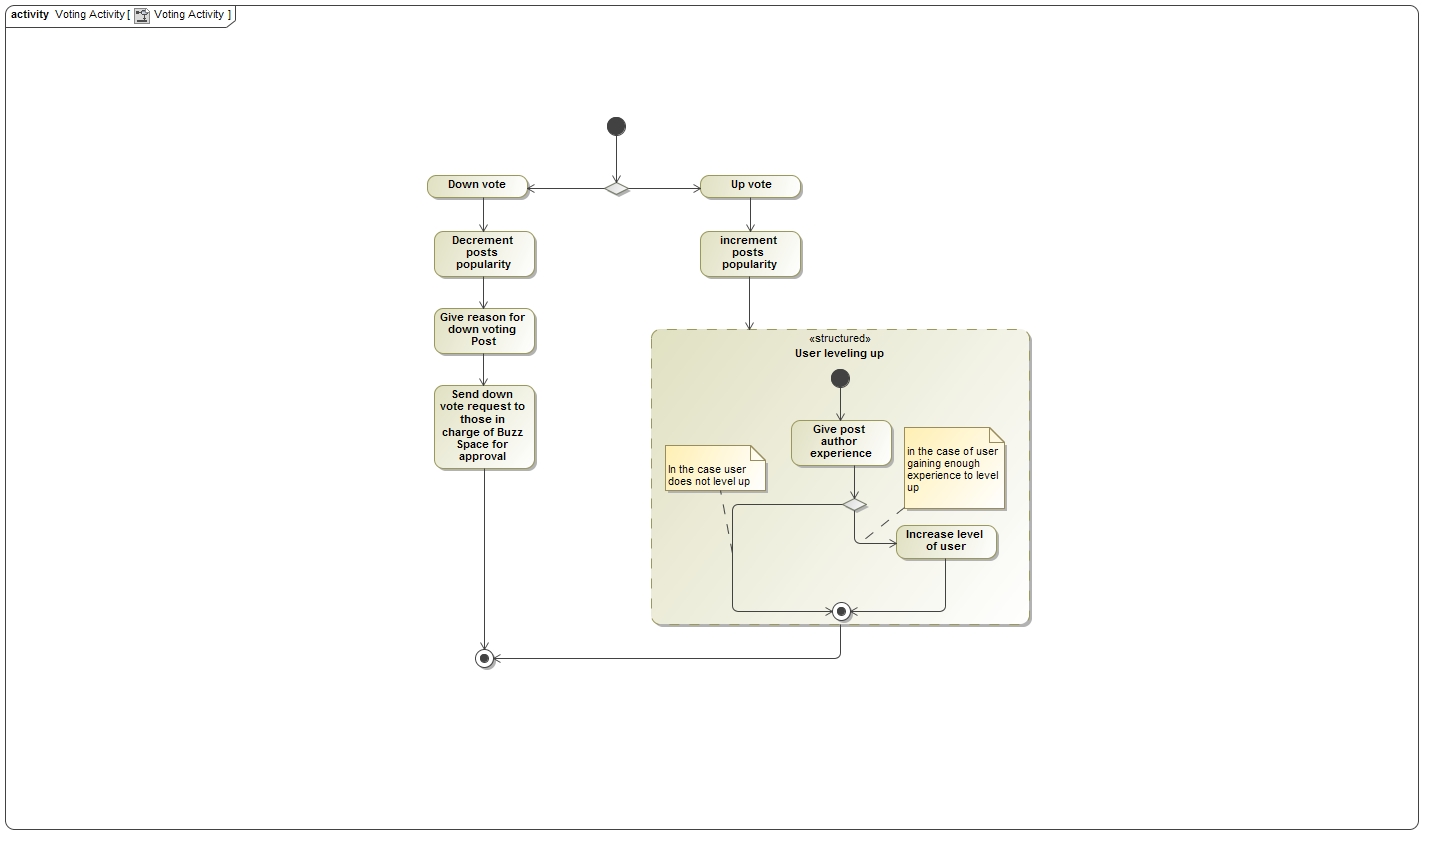 activity Voting Activity [ Voting Activity ]
Down vote
Up vote
Decrement
posts
popularity
increment
posts
popularity
Give reason for
down voting
Post
Send down
vote request to
those in
charge of Buzz
Space for
approval
«structured»
User leveling up
Give post
author
experience
In the case user
does not level up
in the case of user
gaining enough
experience to level
up
Increase level
of user